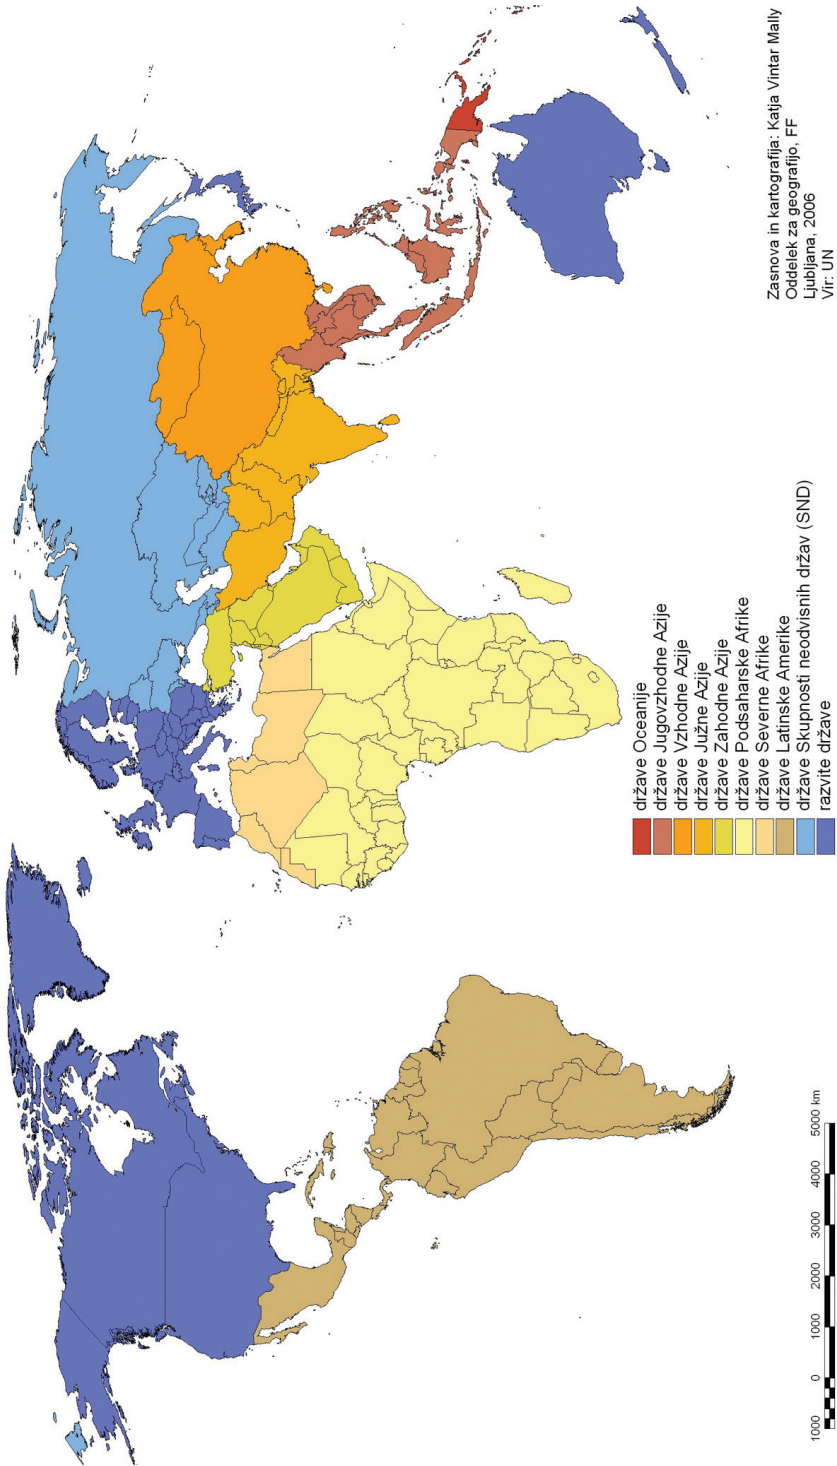 države Oceanije
države Jugovzhodne Azije
države Vzhodne Azije
države Južne Azije
države Zahodne Azije
države Podsaharske Afrike
države Severne Afrike
države Latinske Amerike
države Skupnosti neodvisnih držav (SND)
razvite države
1000 0 1000 2000 3000 4000 5000 km
Zasnova in kartografija: Katja Vintar Mally
Oddelek za geografijo, FF
Ljubljana, 2006
Vir: UN